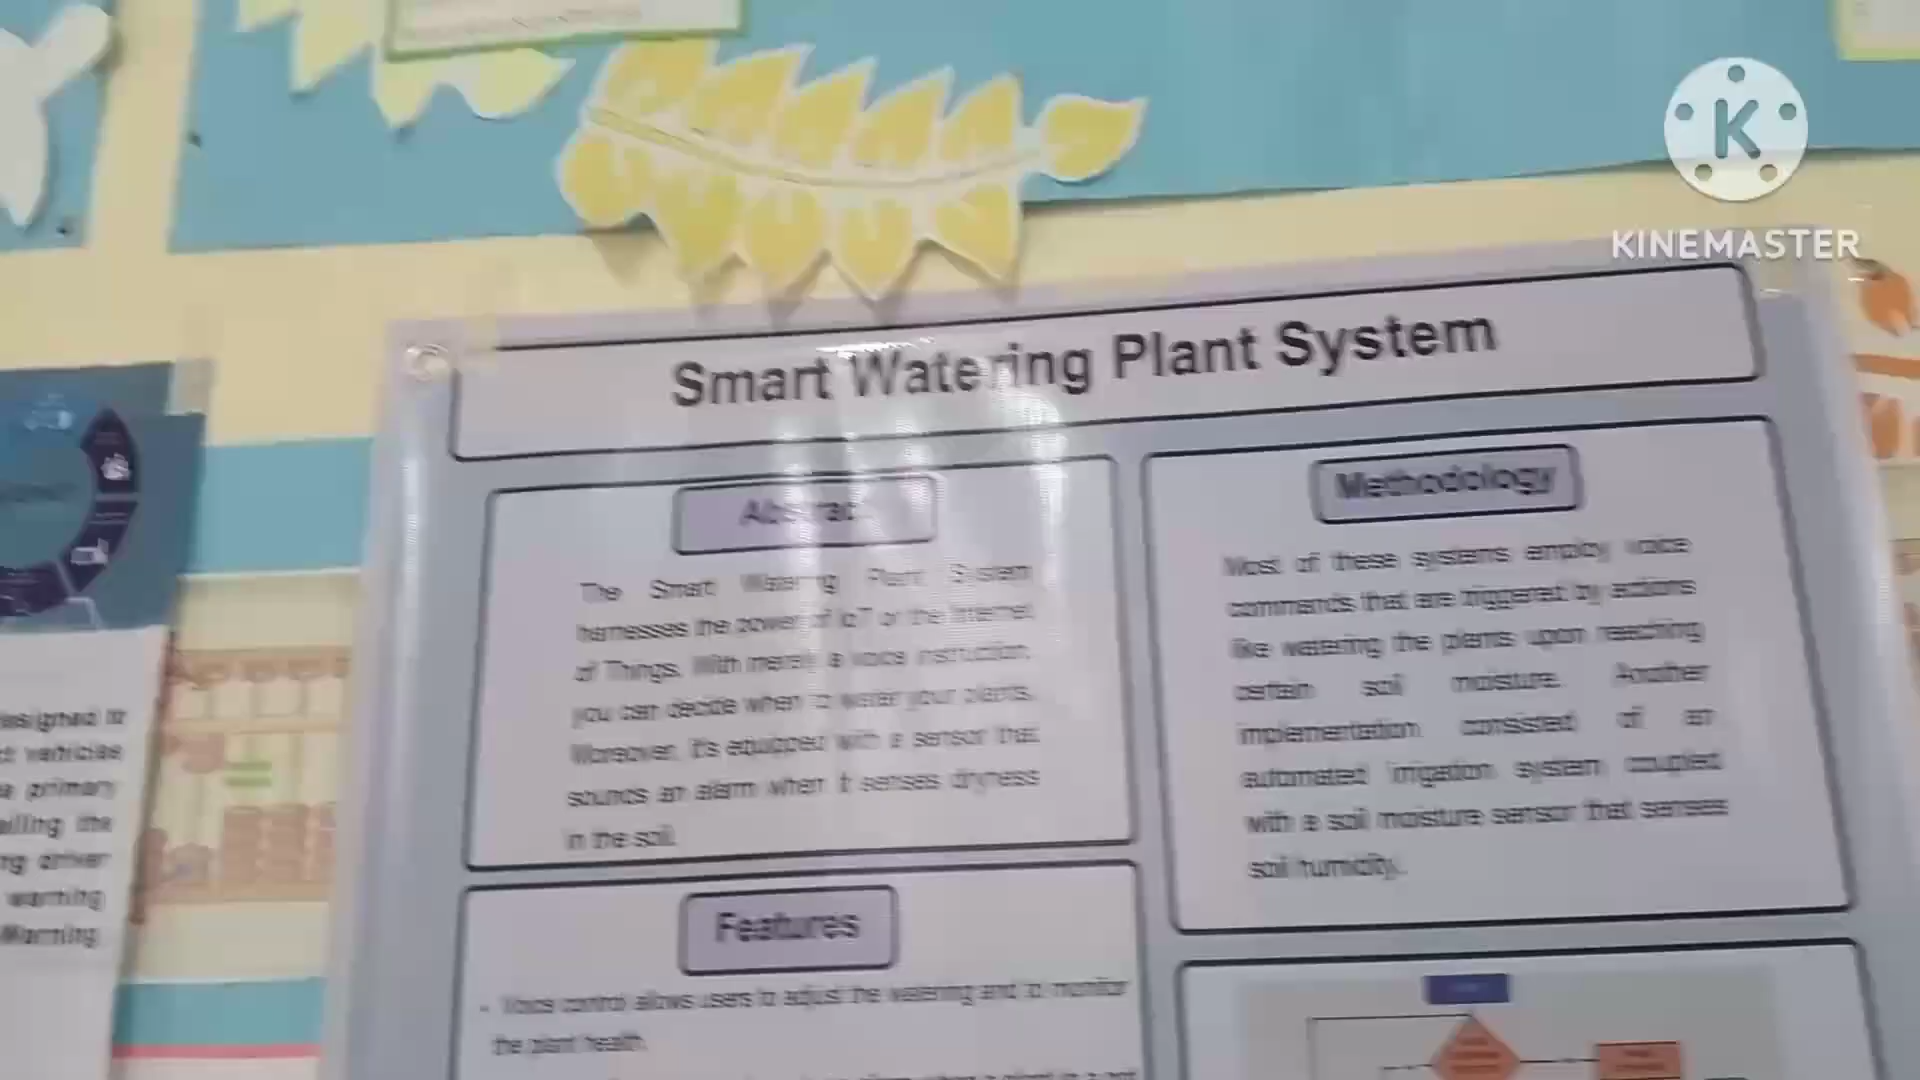 KINEMASTER
Smart Watering Plant System
Abstract
The Smart Watering Plant System
harnesses the power of IoT or the Internet
of Things. With merely a voice instruction,
you can decide when to water your plants.
Moreover, it's equipped with a sensor that
sounds an alarm when it senses dryness
in the soil.
Features
- Voice control allows users to adjust the watering and to monitor
the plant health.
Methodology
Most of these systems employ voice
commands that are triggered by actions
like watering the plants upon reaching
certain soil moisture. Another
implementation consisted of an
automated irrigation system coupled
with a soil moisture sensor that senses
soil humidity.
designed to
vehicles
primary
the
driver
warning
Warning